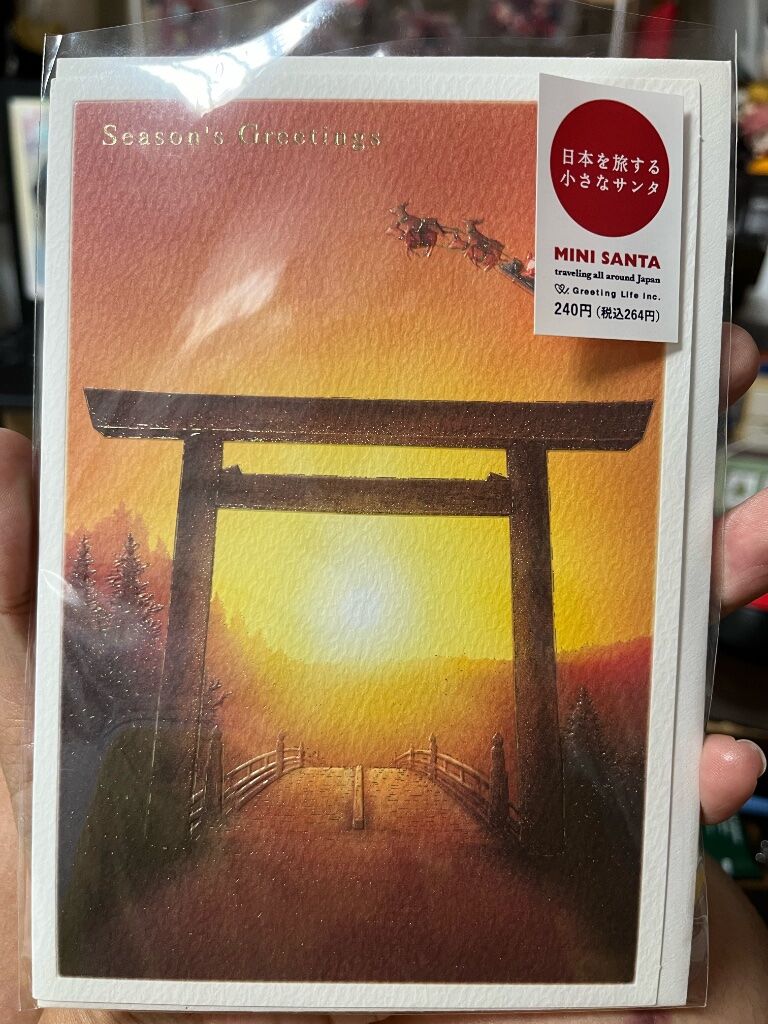 Season's Greetings
日本を旅する
小さなサンタ
MINI SANTA
traveling all around Japan
Greeting Life Inc.
240円(税込264円)